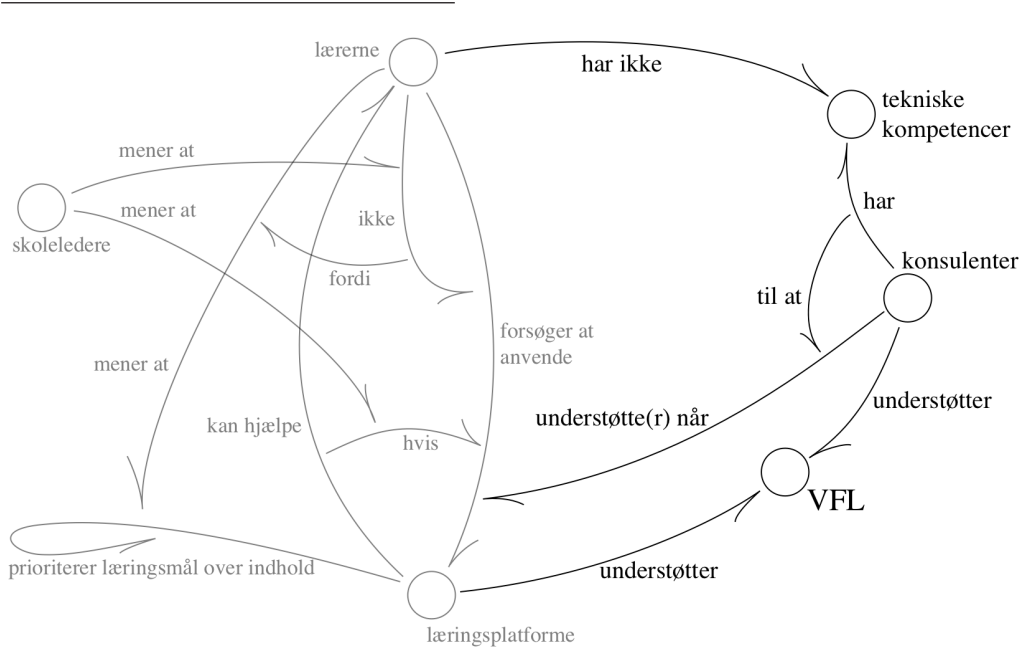 lærerne
har ikke
tekniske
kompetencer
mener at
mener at
skoleledere
ikke
har
fordi
konsulenter
til at
forsøger at
anvende
mener at
understøtte(r) når
understøtter
kan hjælpe
hvis
VFL
prioriterer læringsmål over indhold
understøtter
læringsplatforme